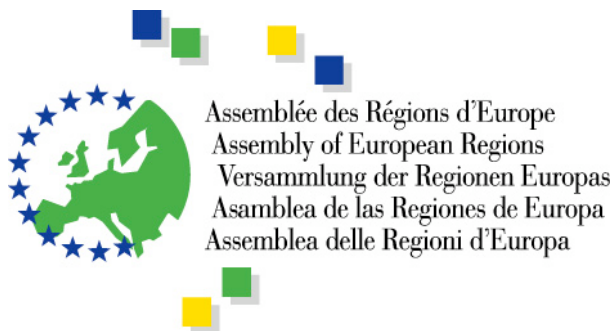 Assemblée des Régions d'Europe
Assembly of European Regions
Versammlung der Regionen Europas
Asamblea de las Regiones de Europa
Assemblea delle Regioni d'Europa